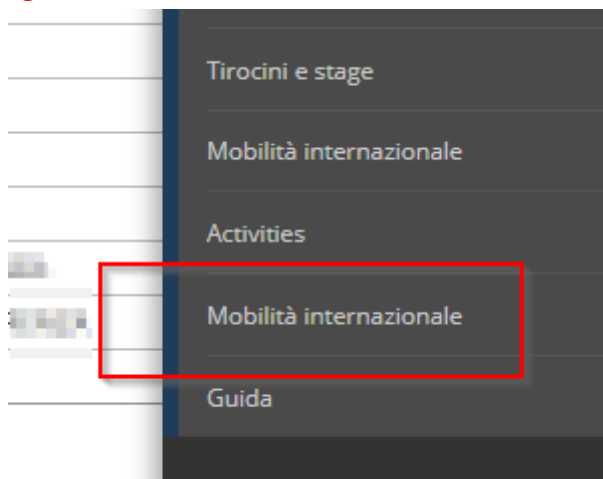 Tirocini e stage
Mobilità internazionale
Activities
Mobilità internazionale
Guida